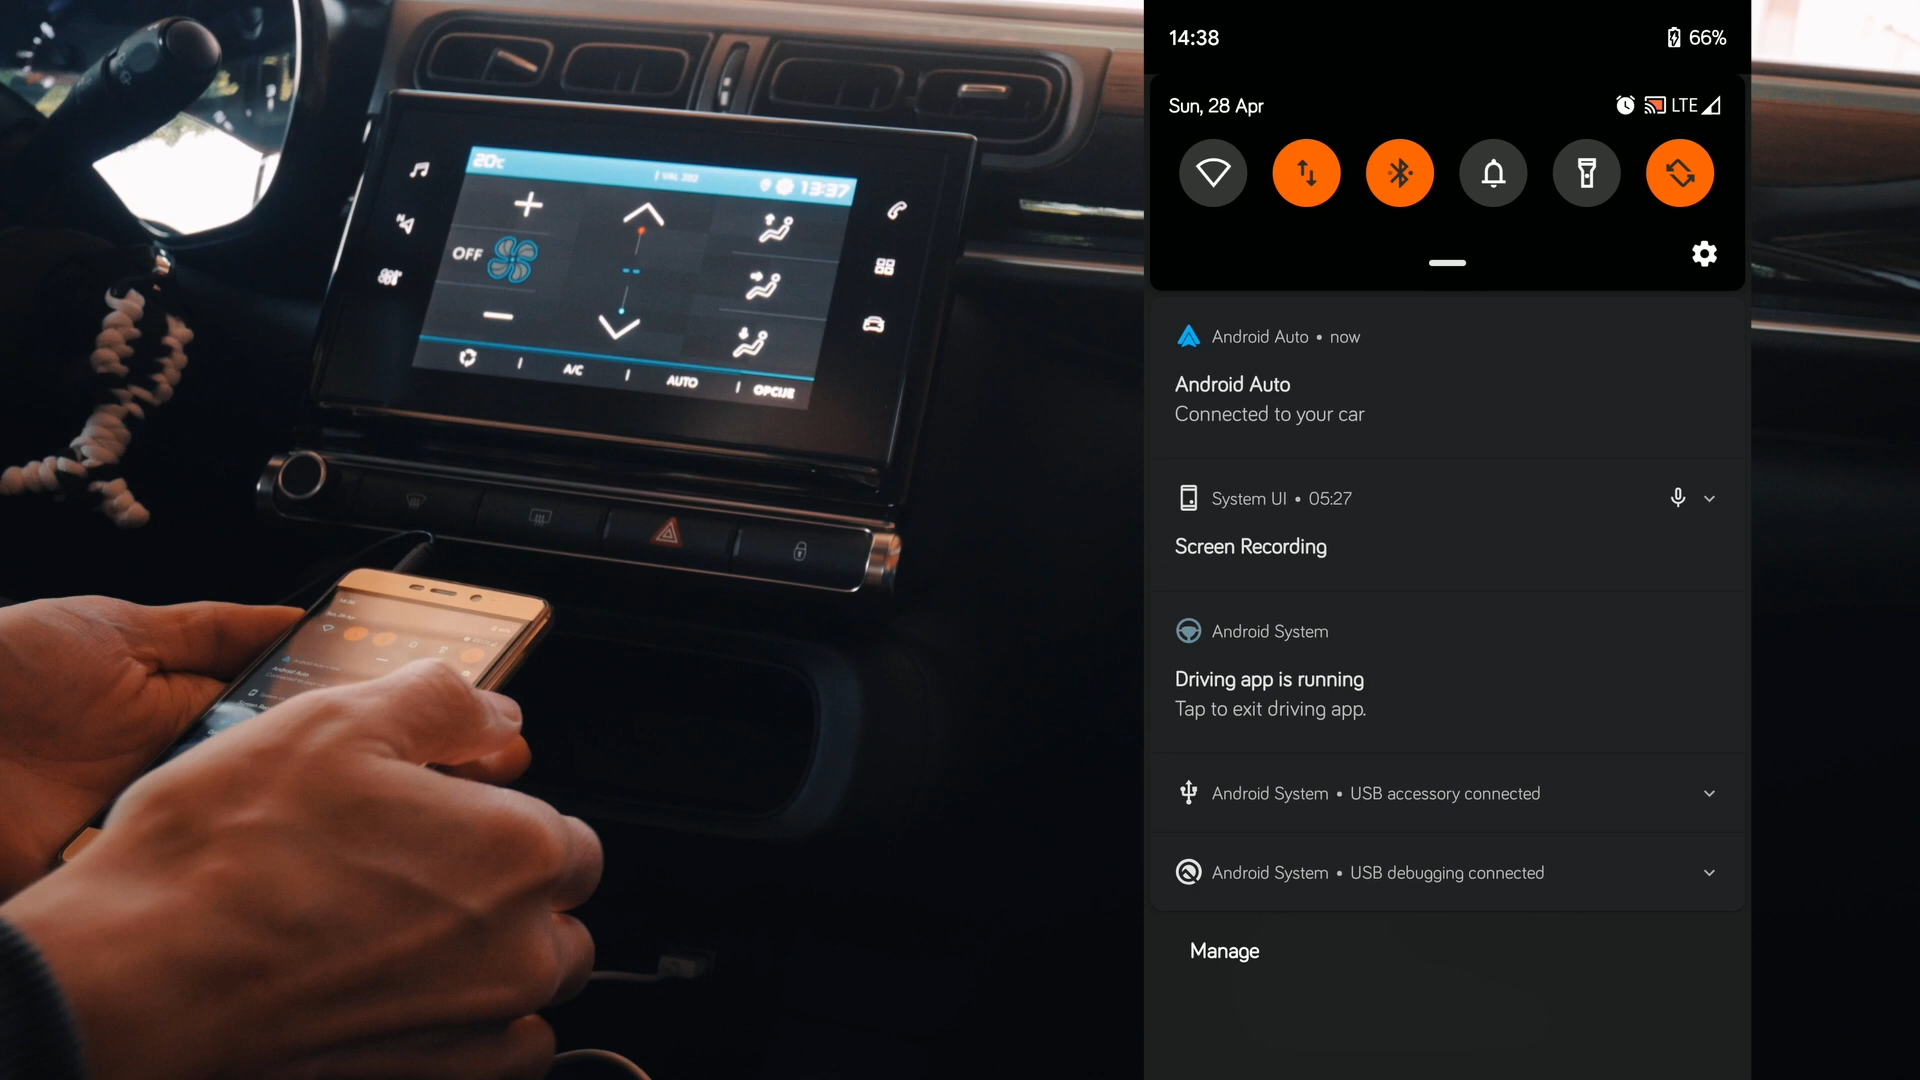 20c
VAL 202
13:37
OFF
A/C
AUTO
OPCIJE
14:38
66%
Sun, 28 Apr
LTE
Android Auto • now
Android Auto
Connected to your car
System UI • 05:27
Screen Recording
Android System
Driving app is running
Tap to exit driving app.
Android System • USB accessory connected
Android System • USB debugging connected
Manage